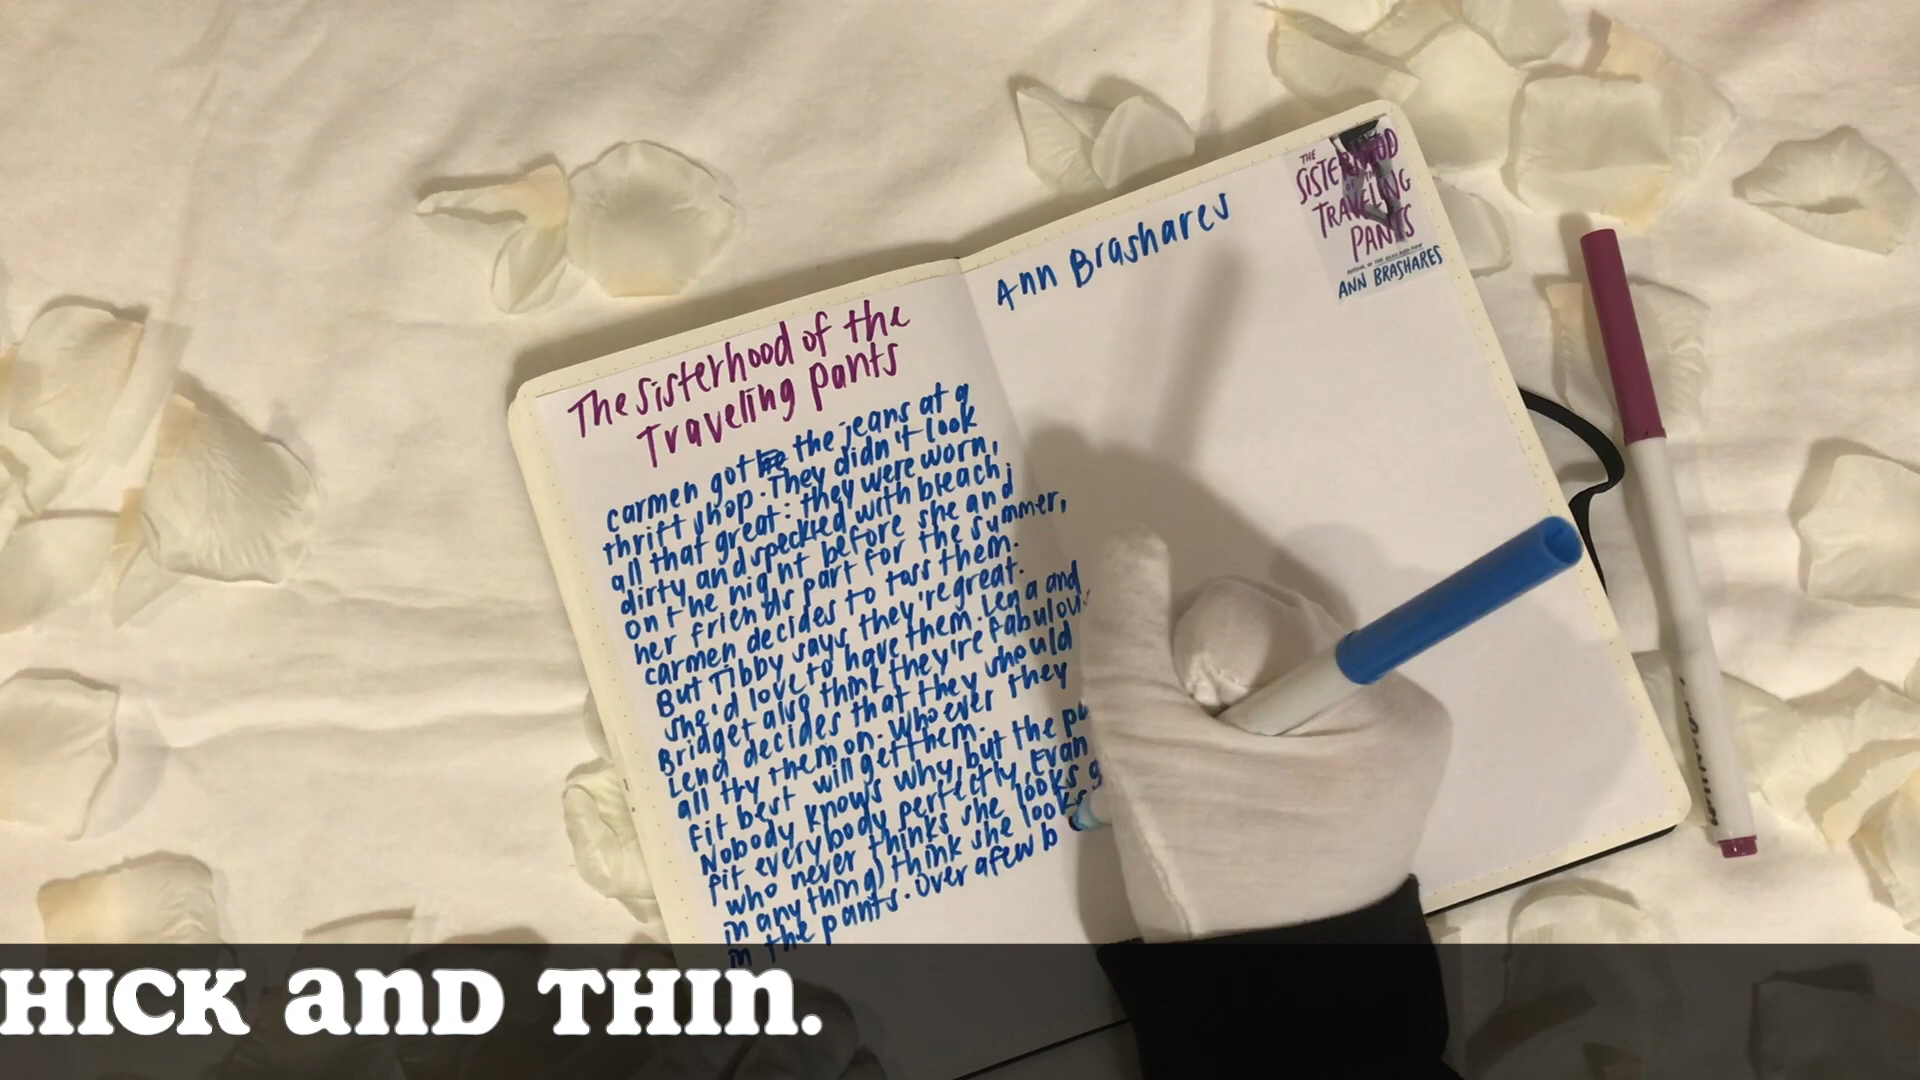 The Sisterhood of the
Traveling pants
carmen got the jeans at a
thrift shop. They didn't look
all that great: they were worn,
dirty and speckled with bleach;
on the night before she and
her friends part for the summer,
carmen decides to toss them.
But Tibby says they're great.
she'd love to have them. Lena and
Bridget also think they're fabulou
Lena decides that they should
all try them on. Whoever they
fit best will get them.
Nobody knows why, but the pa
fit everybody perfectly, Evan
who never thinks she looks g
in anything) think she looks
in the pants. Over a few b
Ann Brashares
THE
SISTERHOOD
OF THE
TRAVELING
PANTS
ANN BRASHARES
HICK AND THIN.